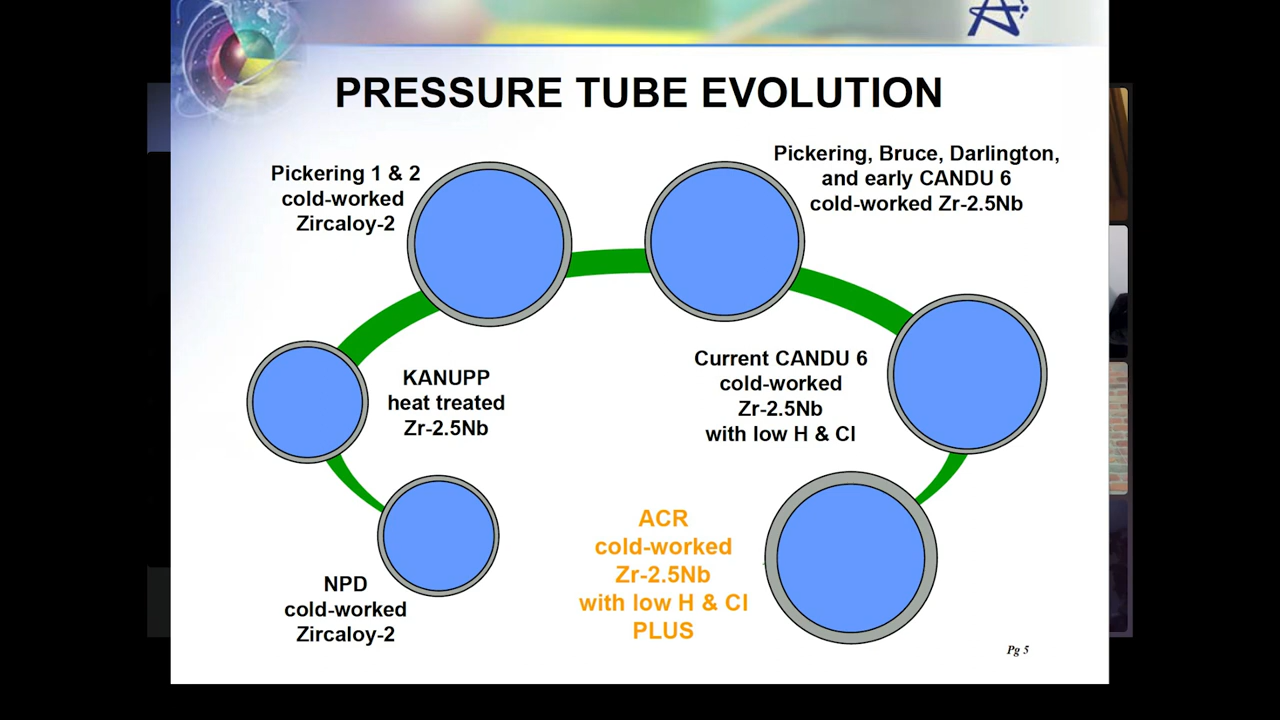 PRESSURE TUBE EVOLUTION
Pickering 1 & 2
cold-worked
Zircaloy-2
Pickering, Bruce, Darlington,
and early CANDU 6
cold-worked Zr-2.5Nb
KANUPP
heat treated
Zr-2.5Nb
Current CANDU 6
cold-worked
Zr-2.5Nb
with low H & Cl
NPD
cold-worked
Zircaloy-2
ACR
cold-worked
Zr-2.5Nb
with low H & Cl
PLUS
Pg 5